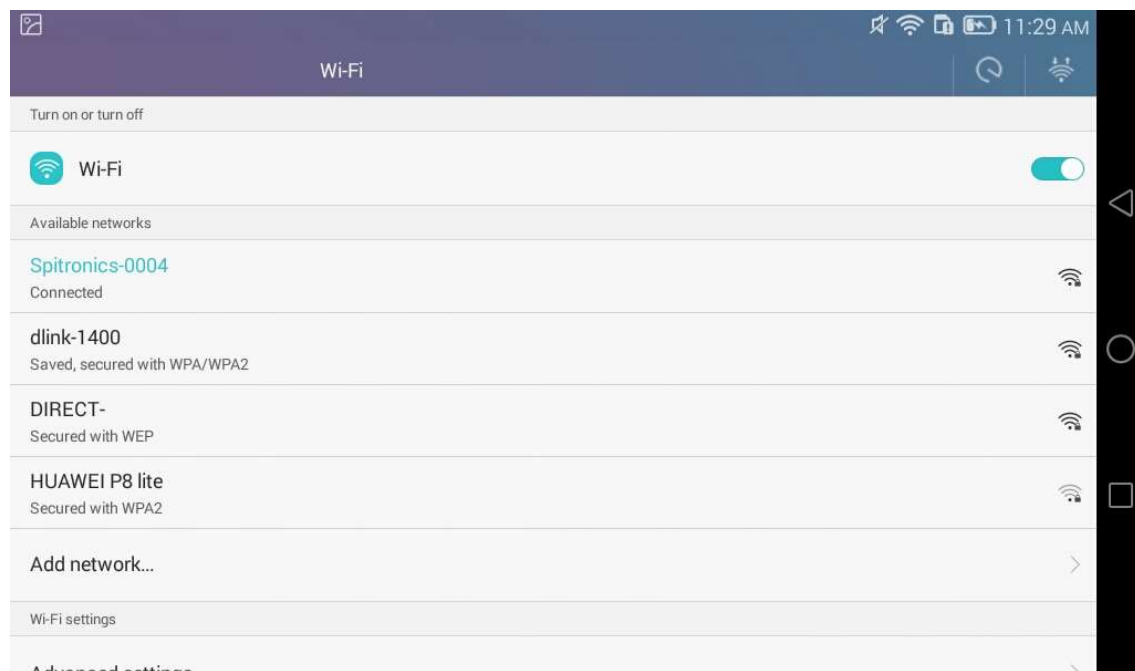 11:29 AM
Wi-Fi
Turn on or turn off
Wi-Fi
Available networks
Spitronics-0004
Connected
dlink-1400
Saved, secured with WPA/WPA2
DIRECT-
Secured with WEP
HUAWEI P8 lite
Secured with WPA2
Add network...
Wi-Fi settings
Advanced settings